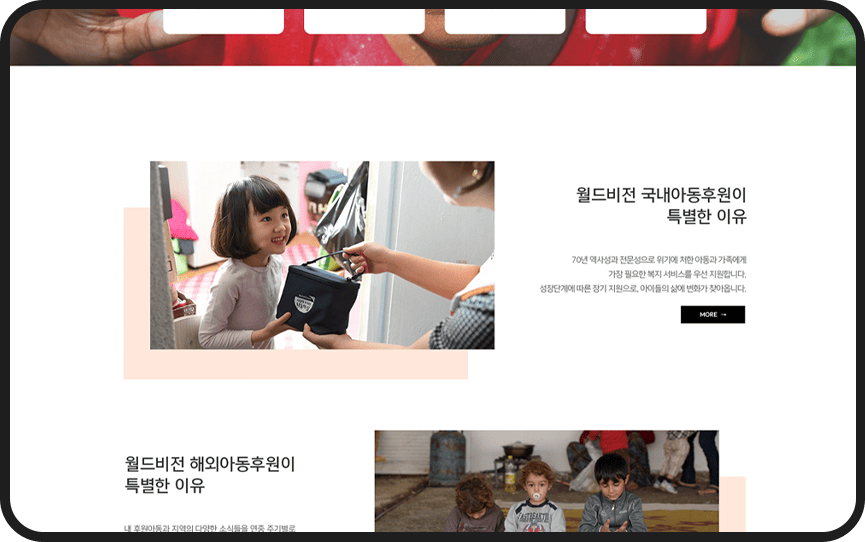 월드비전 국내아동후원이
특별한 이유
70년 역사성과 전문성으로 위기에 처한 아동과 가족에게
가장 필요한 복지 서비스를 우선 지원합니다.
성장단계에 따른 장기 지원으로, 아이들의 삶에 변화가 찾아옵니다.
MORE →
월드비전 해외아동후원이
특별한 이유
내 후원아동과 지역의 다양한 소식들을 연중 주기별로